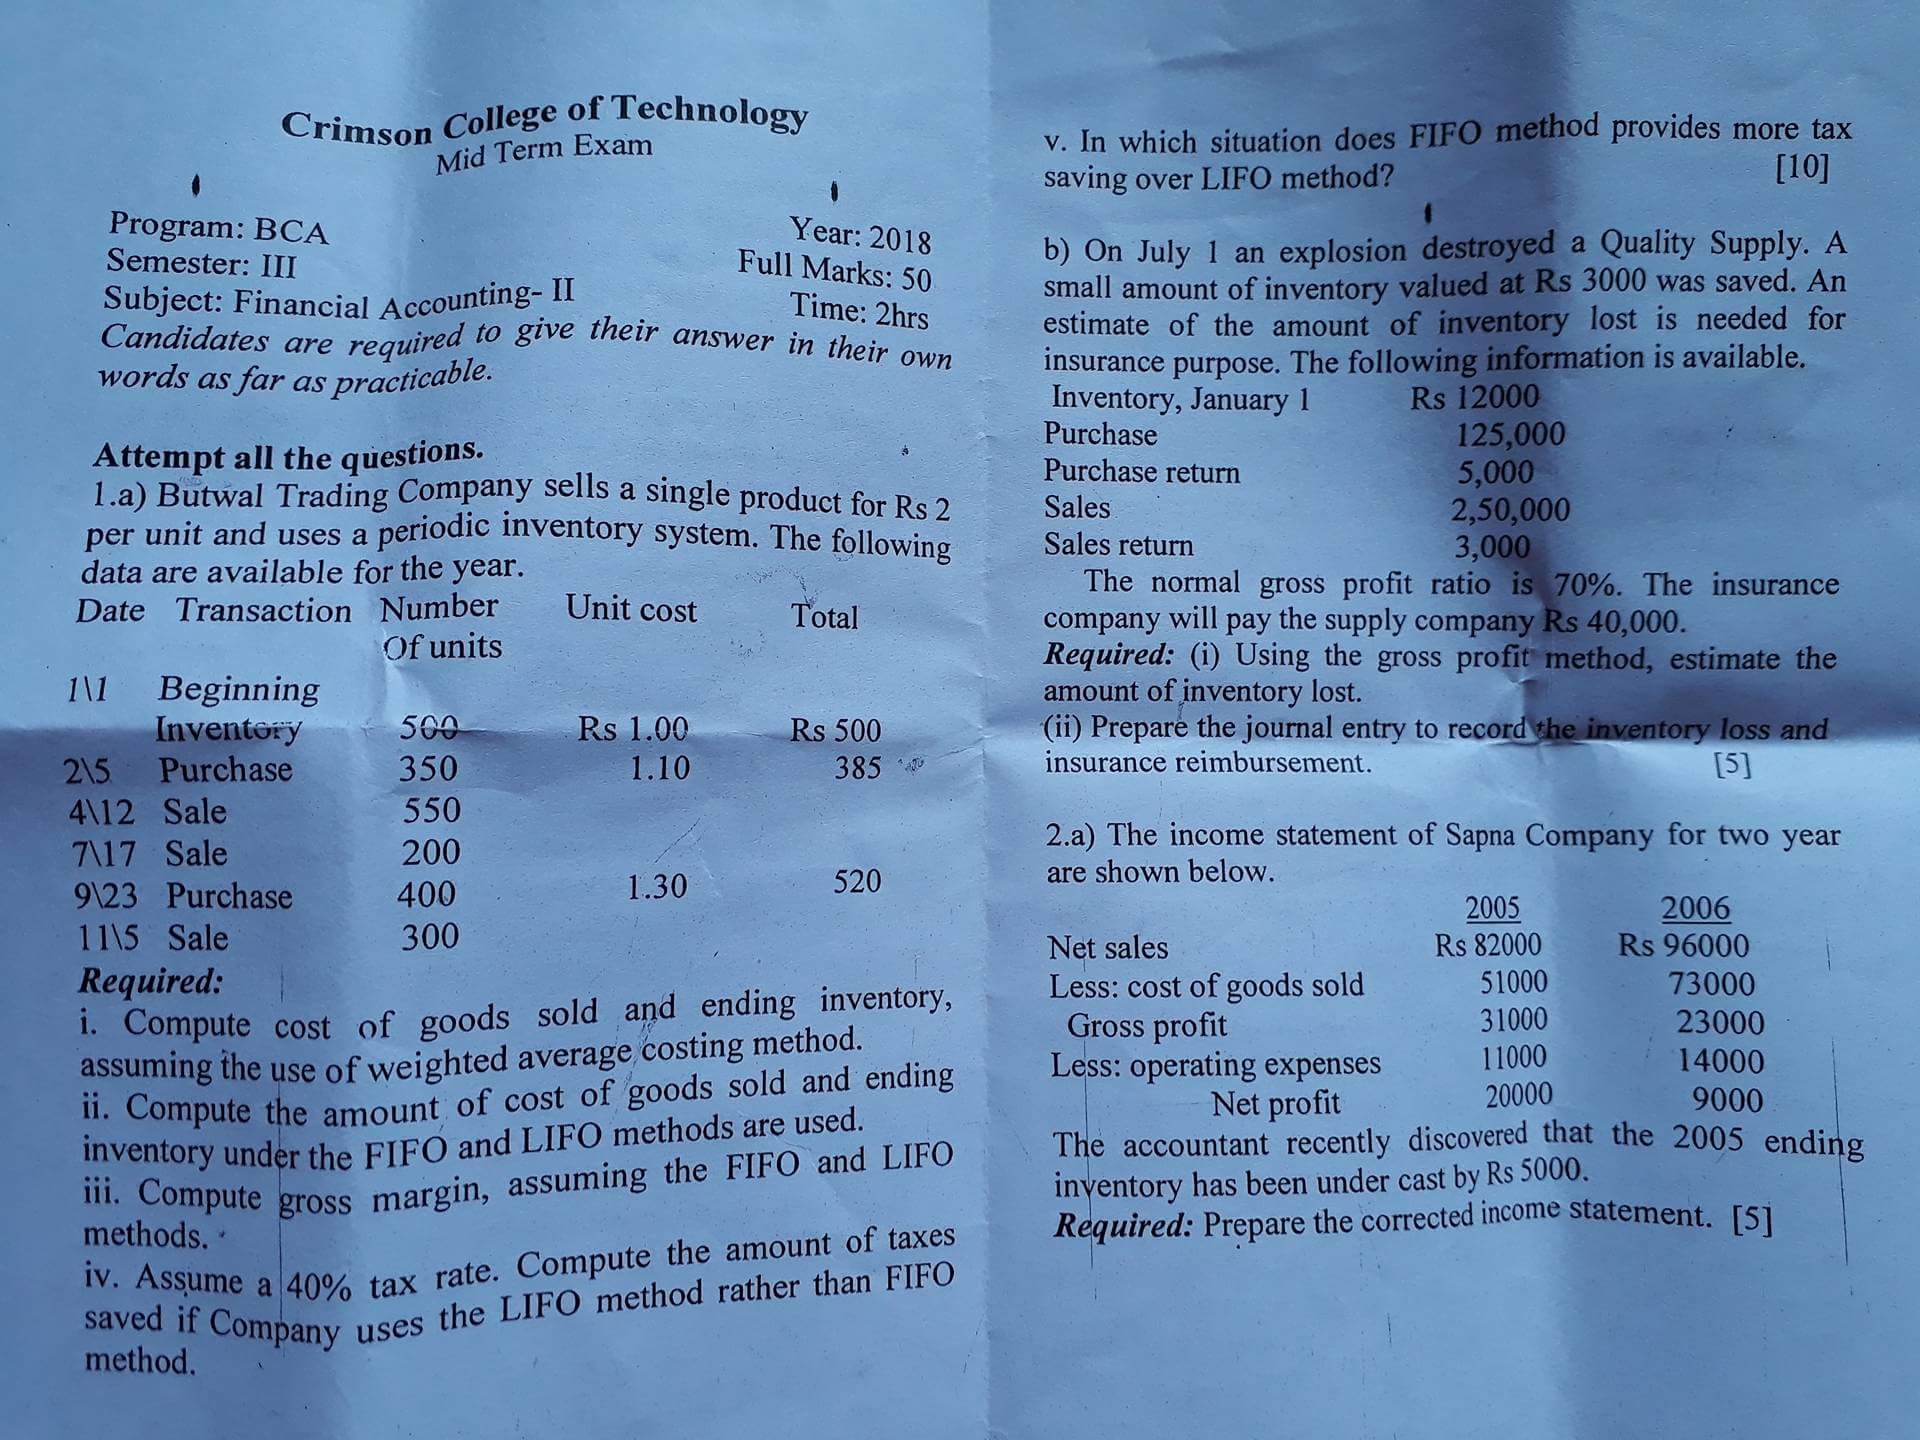 Crimson College of Technology
Mid Term Exam
Program: BCA
Year: 2018
Semester: III
Full Marks: 50
Subject: Financial Accounting- II
Time: 2hrs
Candidates are required to give their answer in their own
words as far as practicable.
Attempt all the questions.
1.a) Butwal Trading Company sells a single product for Rs 2
per unit and uses a periodic inventory system. The following
data are available for the year.
Date Transaction Number Unit cost Total
Of units
1\1 Beginning
Inventory 500 Rs 1.00 Rs 500
2\5 Purchase 350 1.10 385
4\12 Sale 550
7\17 Sale 200
9\23 Purchase 400 1.30 520
11\5 Sale 300
Required:
i. Compute cost of goods sold and ending inventory,
assuming the use of weighted average costing method.
ii. Compute the amount of cost of goods sold and ending
inventory under the FIFO and LIFO methods are used.
iii. Compute gross margin, assuming the FIFO and LIFO
methods.
iv. Assume a 40% tax rate. Compute the amount of taxes
saved if Company uses the LIFO method rather than FIFO
method.
v. In which situation does FIFO method provides more tax
saving over LIFO method? [10]
b) On July 1 an explosion destroyed a Quality Supply. A
small amount of inventory valued at Rs 3000 was saved. An
estimate of the amount of inventory lost is needed for
insurance purpose. The following information is available.
Inventory, January 1 Rs 12000
Purchase 125,000
Purchase return 5,000
Sales 2,50,000
Sales return 3,000
The normal gross profit ratio is 70%. The insurance
company will pay the supply company Rs 40,000.
Required: (i) Using the gross profit method, estimate the
amount of inventory lost.
(ii) Prepare the journal entry to record the inventory loss and
insurance reimbursement. [5]
2.a) The income statement of Sapna Company for two year
are shown below.
2005 2006
Net sales Rs 82000 Rs 96000
Less: cost of goods sold 51000 73000
Gross profit 31000 23000
Less: operating expenses 11000 14000
Net profit 20000 9000
The accountant recently discovered that the 2005 ending
inventory has been under cast by Rs 5000.
Required: Prepare the corrected income statement. [5]